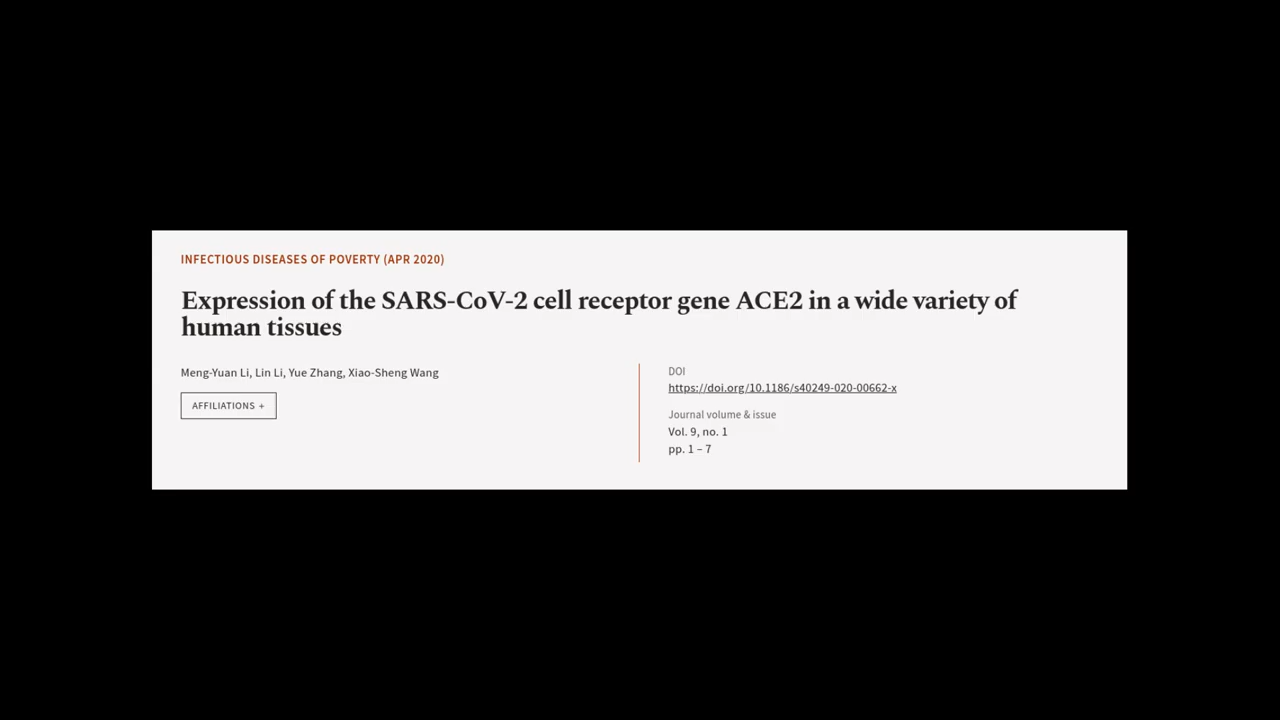 INFECTIOUS DISEASES OF POVERTY (APR 2020)
Expression of the SARS-CoV-2 cell receptor gene ACE2 in a wide variety of
human tissues
Meng-Yuan Li, Lin Li, Yue Zhang, Xiao-Sheng Wang
AFFILIATIONS +
DOI
https://doi.org/10.1186/s40249-020-00662-x
Journal volume & issue
Vol. 9, no. 1
pp. 1 – 7